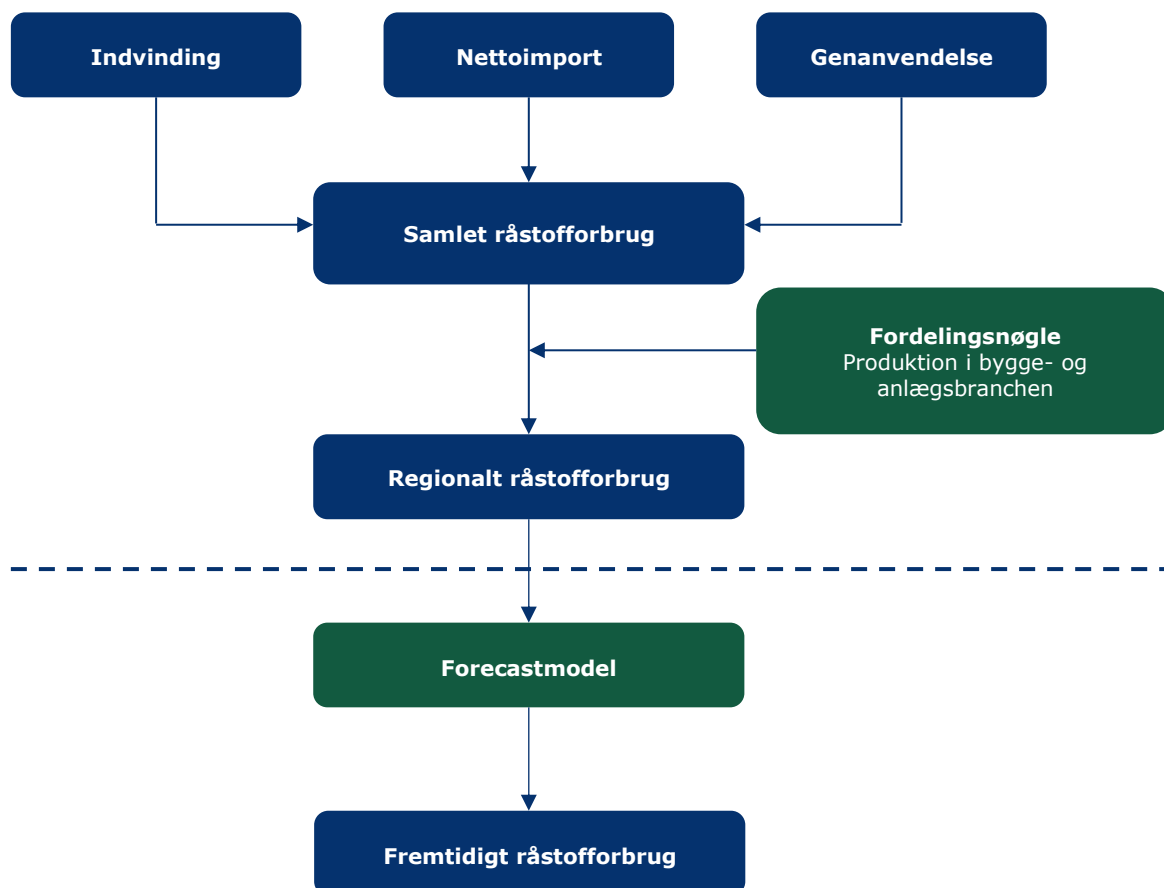 Indvinding
Nettoimport
Genanvendelse
Samlet råstofforbrug
Fordelingsnøgle
Produktion i bygge- og
anlægsbranchen
Regionalt råstofforbrug
Forecastmodel
Fremtidigt råstofforbrug